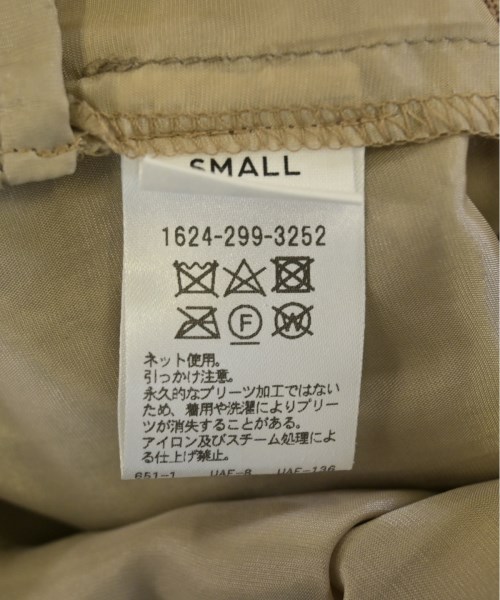 SMALL
1624-299-3252
F
W
ネット使用。
引っかけ注意。
永久的なプリーツ加工ではない
ため、着用や洗濯によりプリー
ツが消失することがある。
アイロン及びスチーム処理によ
る仕上げ禁止。
651-1 UAF-8 UAF-136